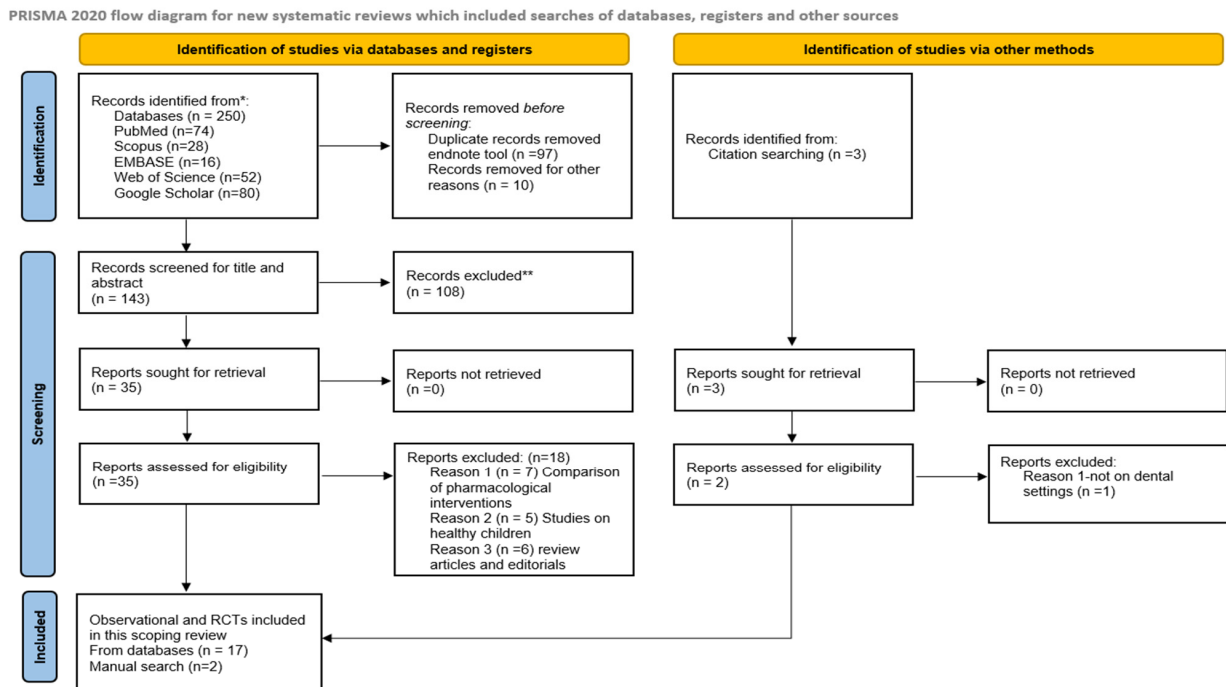 PRISMA 2020 flow diagram for new systematic reviews which included searches of databases, registers and other sources
Identification of studies via databases and registers
Identification of studies via other methods
Identification
Records identified from*:
Databases (n = 250)
PubMed (n=74)
Scopus (n=28)
EMBASE (n=16)
Web of Science (n=52)
Google Scholar (n=80)
Records removed before
screening:
Duplicate records removed
endnote tool (n =97)
Records removed for other
reasons (n = 10)
Records identified from:
Citation searching (n =3)
Screening
Records screened for title and
abstract
(n = 143)
Records excluded**
(n = 108)
Reports sought for retrieval
(n = 35)
Reports not retrieved
(n =0)
Reports sought for retrieval
(n =3)
Reports not retrieved
(n = 0)
Reports assessed for eligibility
(n =35)
Reports excluded: (n=18)
Reason 1 (n = 7) Comparison
of pharmacological
interventions
Reason 2 (n = 5) Studies on
healthy children
Reason 3 (n =6) review
articles and editorials
Reports assessed for eligibility
(n = 2)
Reports excluded:
Reason 1-not on dental
settings (n =1)
Included
Observational and RCTs included
in this scoping review
From databases (n = 17)
Manual search (n=2)